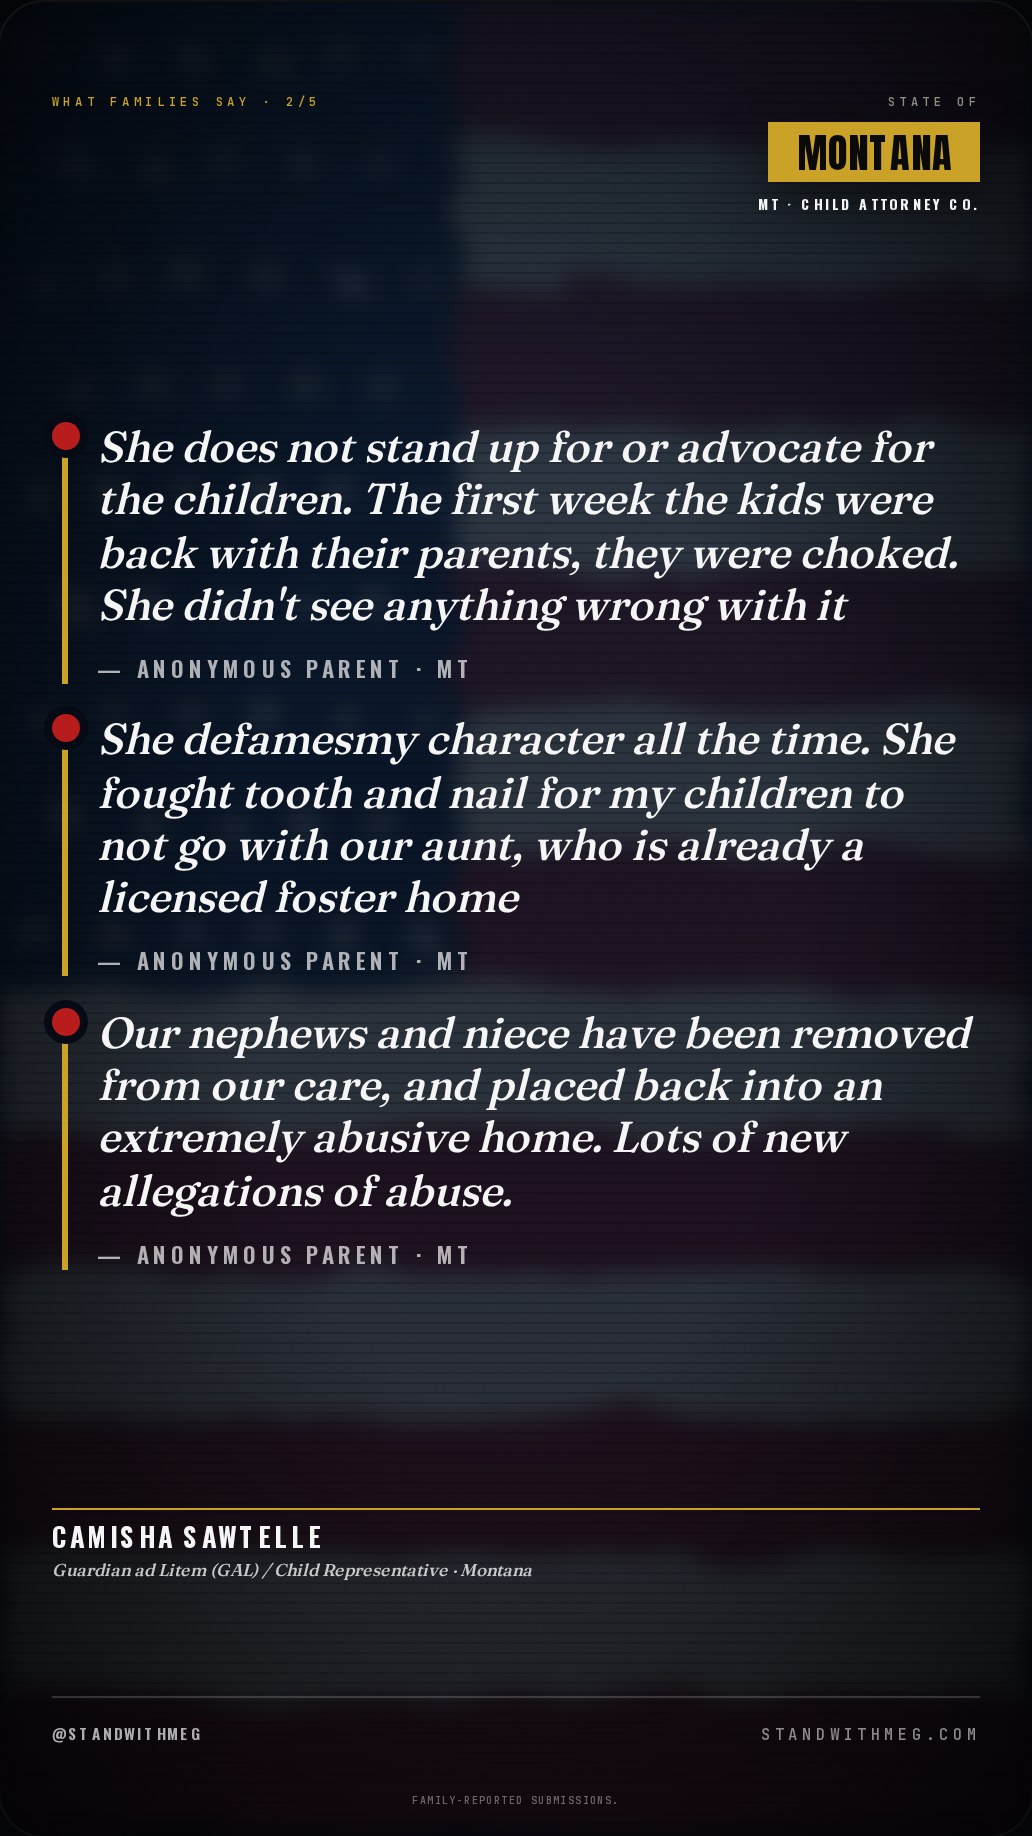 WHAT FAMILIES SAY · 2/5
STATE OF
MONTANA
MT · CHILD ATTORNEY CO.
She does not stand up for or advocate for
the children. The first week the kids were
back with their parents, they were choked.
She didn't see anything wrong with it
— ANONYMOUS PARENT · MT
She defamesmy character all the time. She
fought tooth and nail for my children to
not go with our aunt, who is already a
licensed foster home
— ANONYMOUS PARENT · MT
Our nephews and niece have been removed
from our care, and placed back into an
extremely abusive home. Lots of new
allegations of abuse.
— ANONYMOUS PARENT · MT
CAMISHA SAWTELLE
Guardian ad Litem (GAL) / Child Representative · Montana
@STANDWITHMEG
STANDWITHMEG.COM
FAMILY-REPORTED SUBMISSIONS.